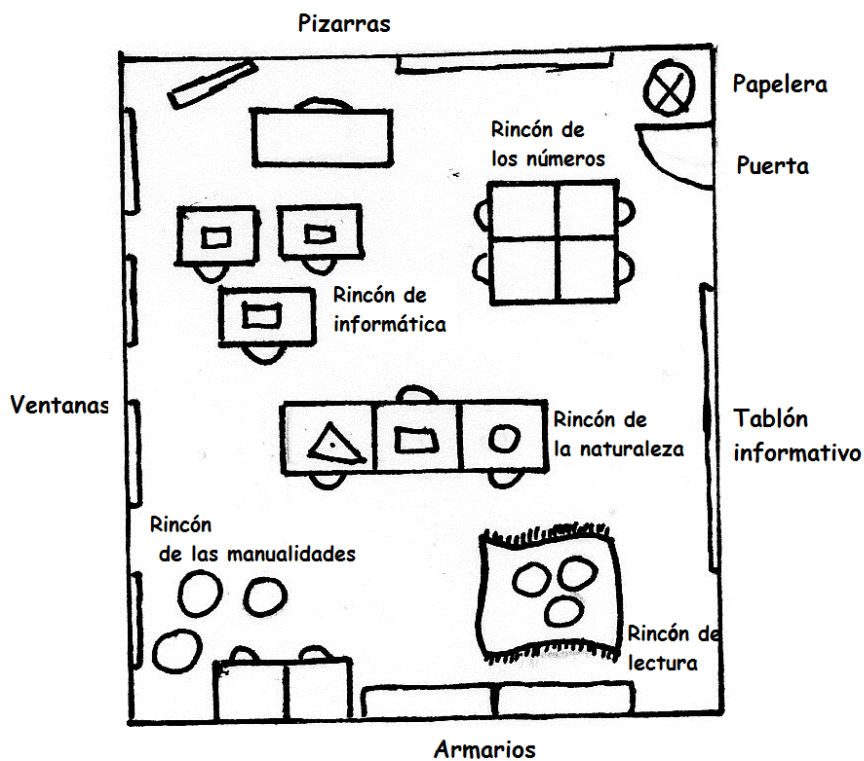 Pizarras
Papelera
Rincón de
los números
Puerta
Rincón de
informática
Ventanas
Rincón de
la naturaleza
Tablón
informativo
Rincón
de las manualidades
Rincón de
lectura
Armarios